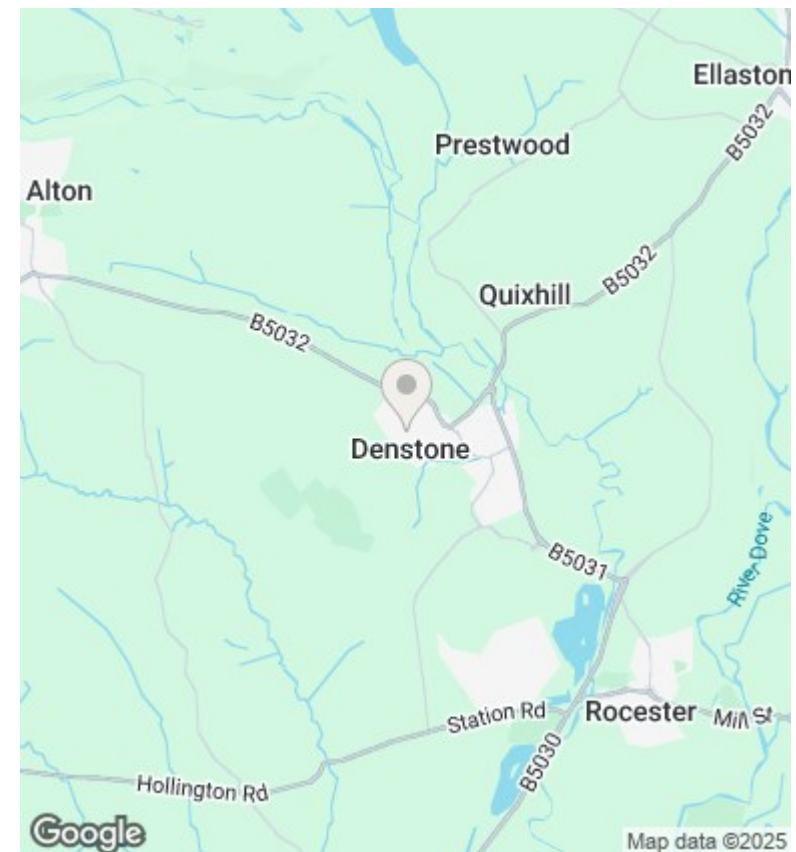 Ellaston
B5032
Prestwood
Alton
B5032
Quixhill
B5032
Denstone
B5031
River Dove
Station Rd
Rocester
Mill St
B5030
Hollington Rd
Google
Map data ©2025